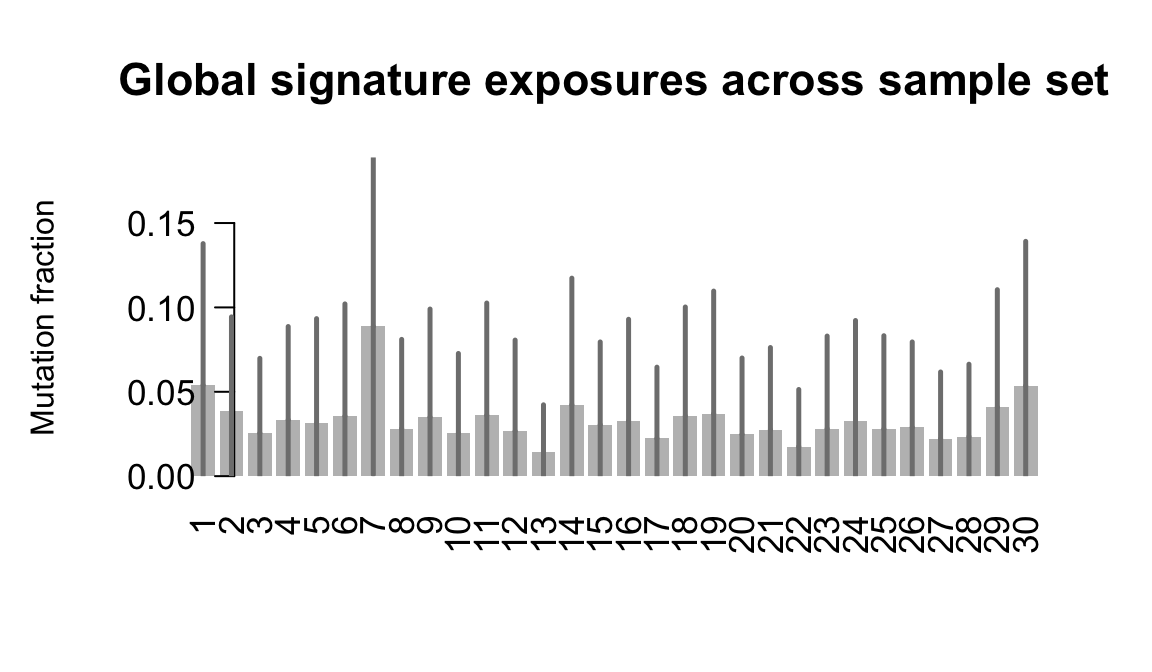 Global signature exposures across sample set
Mutation fraction
0.15
0.10
0.05
0.00
1 2 3 4 5 6 7 8 9 10 11 12 13 14 15 16 17 18 19 20 21 22 23 24 25 26 27 28 29 30